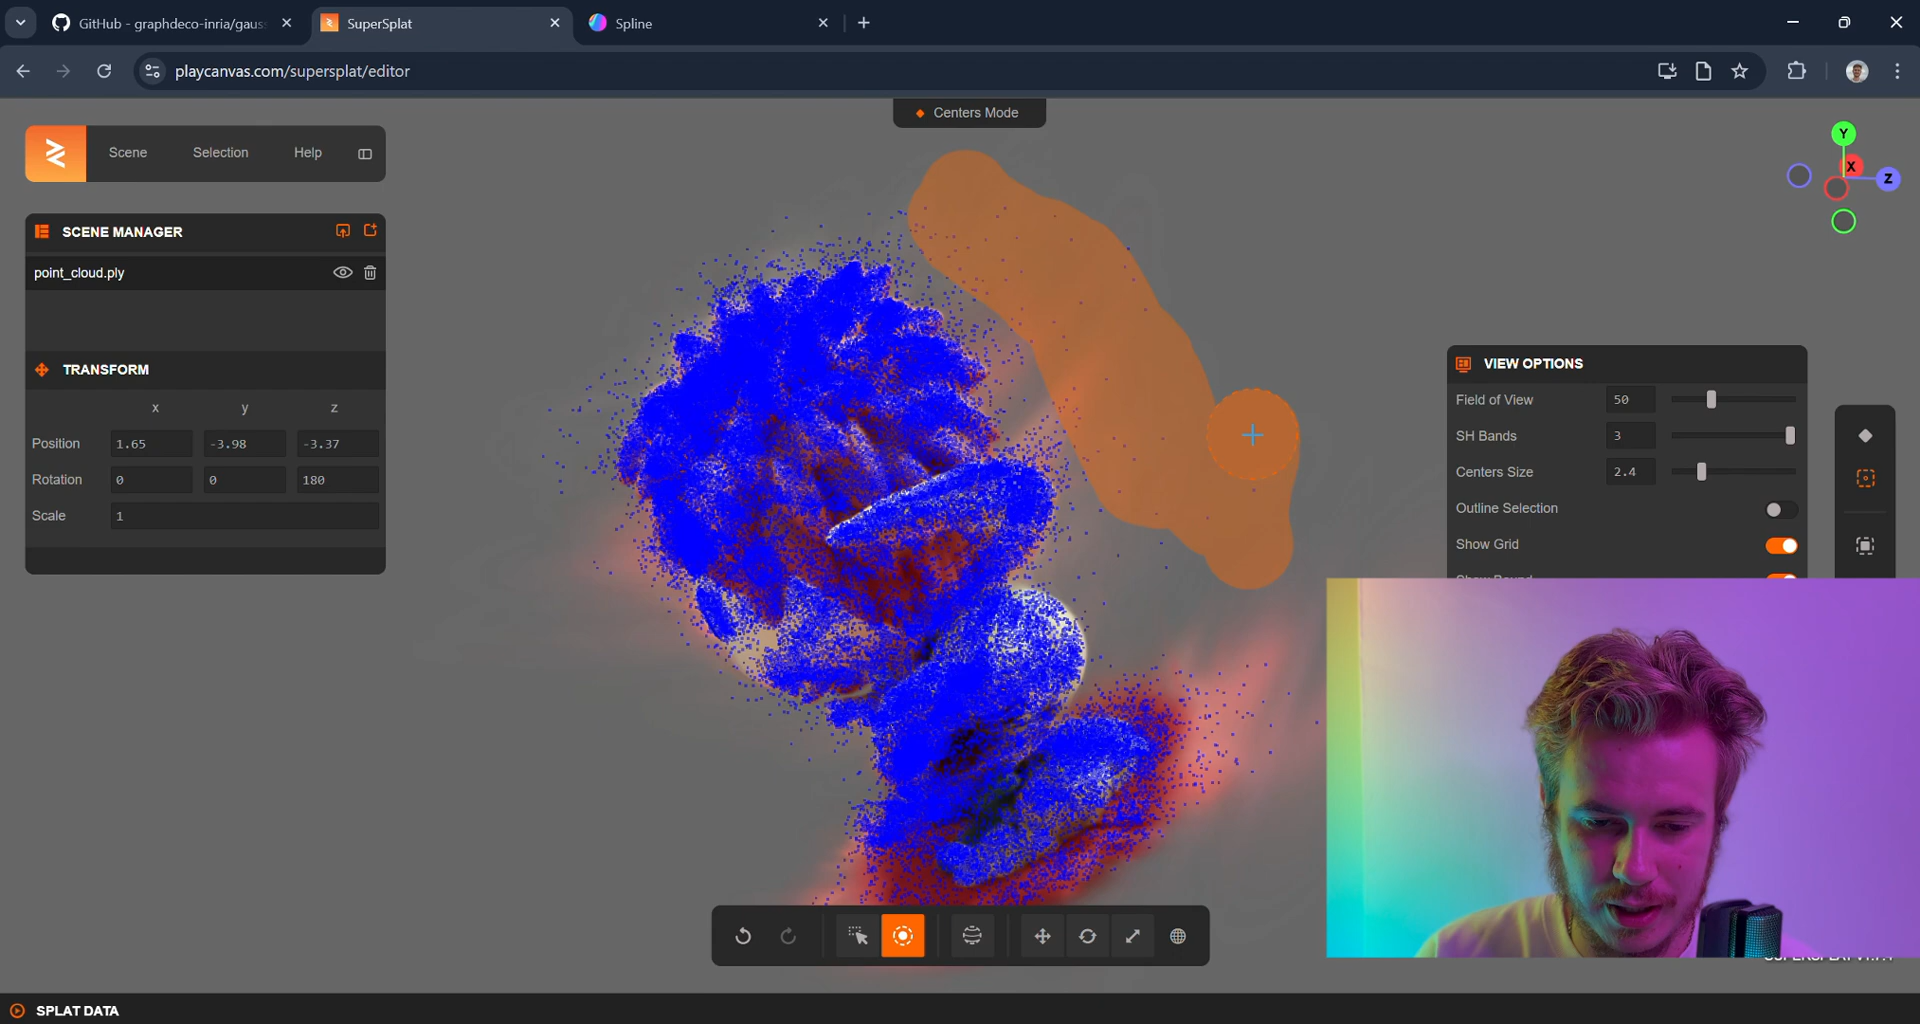 GitHub - graphdeco-inria/gaus
SuperSplat
Spline
playcanvas.com/supersplat/editor
Centers Mode
Scene
Selection
Help
Y
X
Z
SCENE MANAGER
point_cloud.ply
TRANSFORM
x y z
Position 1.65 -3.98 -3.37
Rotation 0 0 180
Scale 1
VIEW OPTIONS
Field of View 50
SH Bands 3
Centers Size 2.4
Outline Selection
Show Grid
SPLAT DATA